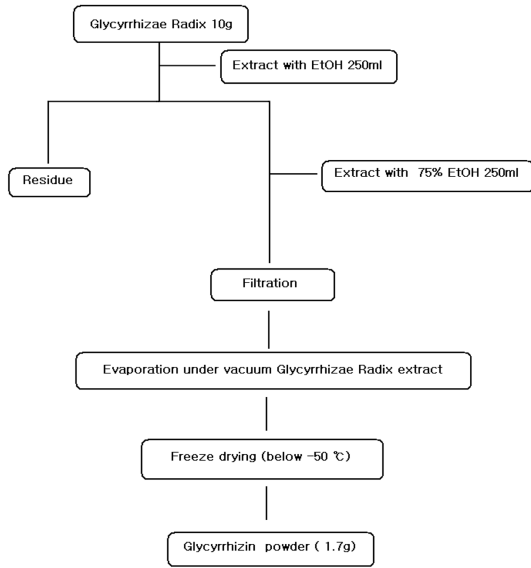 Glycyrrhizae Radix 10g
Extract with EtOH 250ml
Residue
Extract with 75% EtOH 250ml
Filtration
Evaporation under vacuum Glycyrrhizae Radix extract
Freeze drying (below -50 ℃)
Glycyrrhizin powder ( 1.7g)